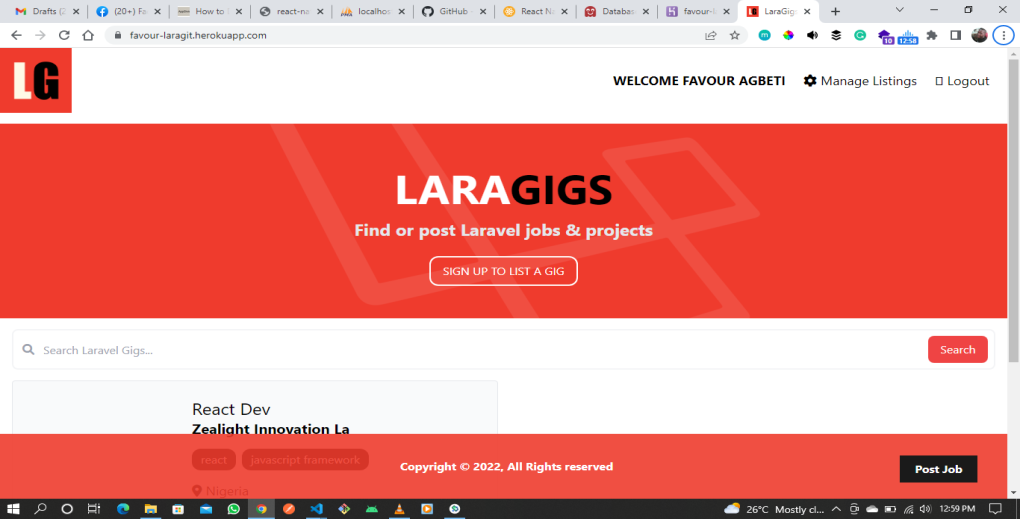 Drafts (2
(20+) Fa
How to
react-na
localhos
GitHub
React Na
Databas
favour-l
LaraGigs
favour-laragit.herokuapp.com
10
12:58
LG
WELCOME FAVOUR AGBETI
Manage Listings
Logout
LARAGIGS
Find or post Laravel jobs & projects
SIGN UP TO LIST A GIG
Search Laravel Gigs...
Search
React Dev
Zealight Innovation La
react
javascript framework
Copyright © 2022, All Rights reserved
Post Job
Nigeria
26°C Mostly cl...
12:59 PM